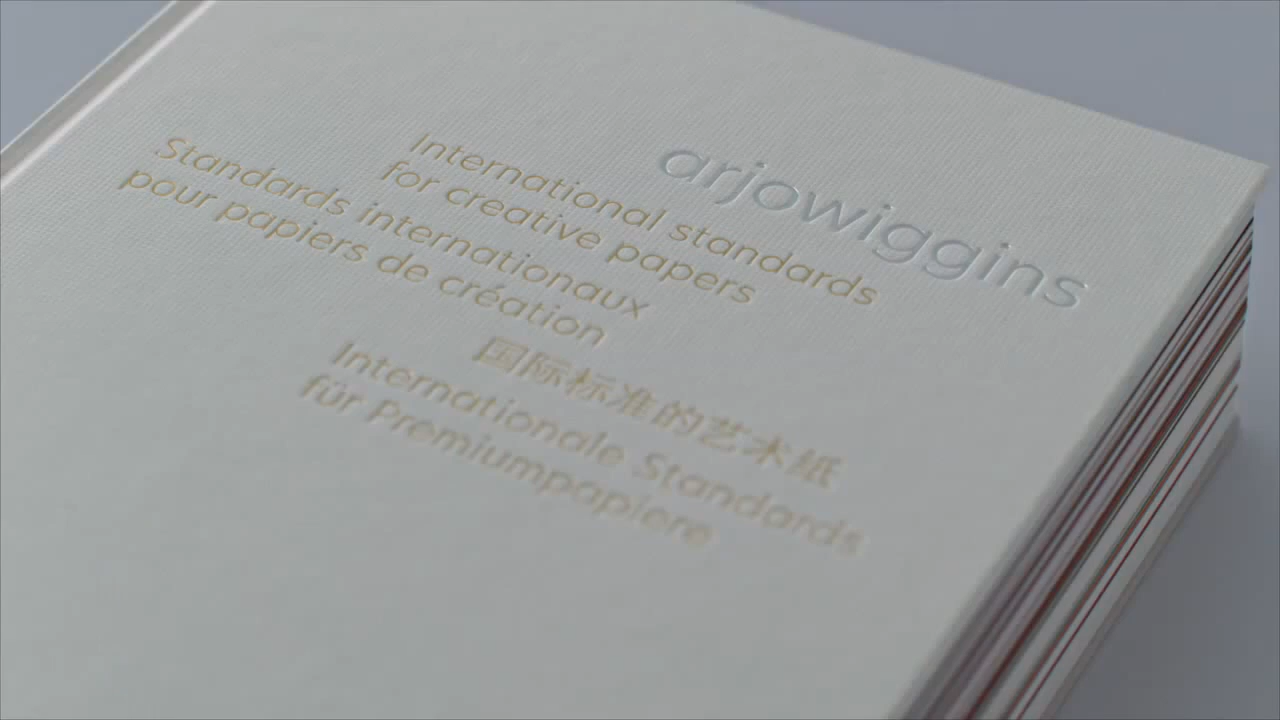 arjowiggins
International standards
for creative papers
Standards internationaux
pour papiers de création
国际标准的艺术纸
Internationale Standards
für Premiumpapiere